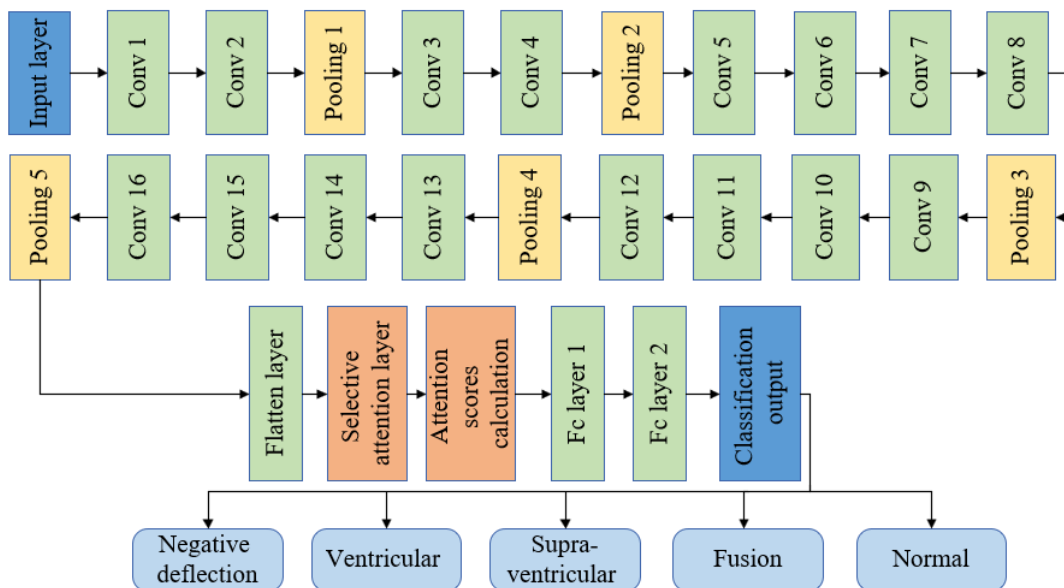 Input layer
Conv 1
Conv 2
Pooling 1
Conv 3
Conv 4
Pooling 2
Conv 5
Conv 6
Conv 7
Conv 8
Pooling 3
Conv 9
Conv 10
Conv 11
Conv 12
Pooling 4
Conv 13
Conv 14
Conv 15
Conv 16
Pooling 5
Flatten layer
Selective
attention layer
Attention
scores
calculation
Fc layer 1
Fc layer 2
Classification
output
Negative
deflection
Ventricular
Supra-
ventricular
Fusion
Normal